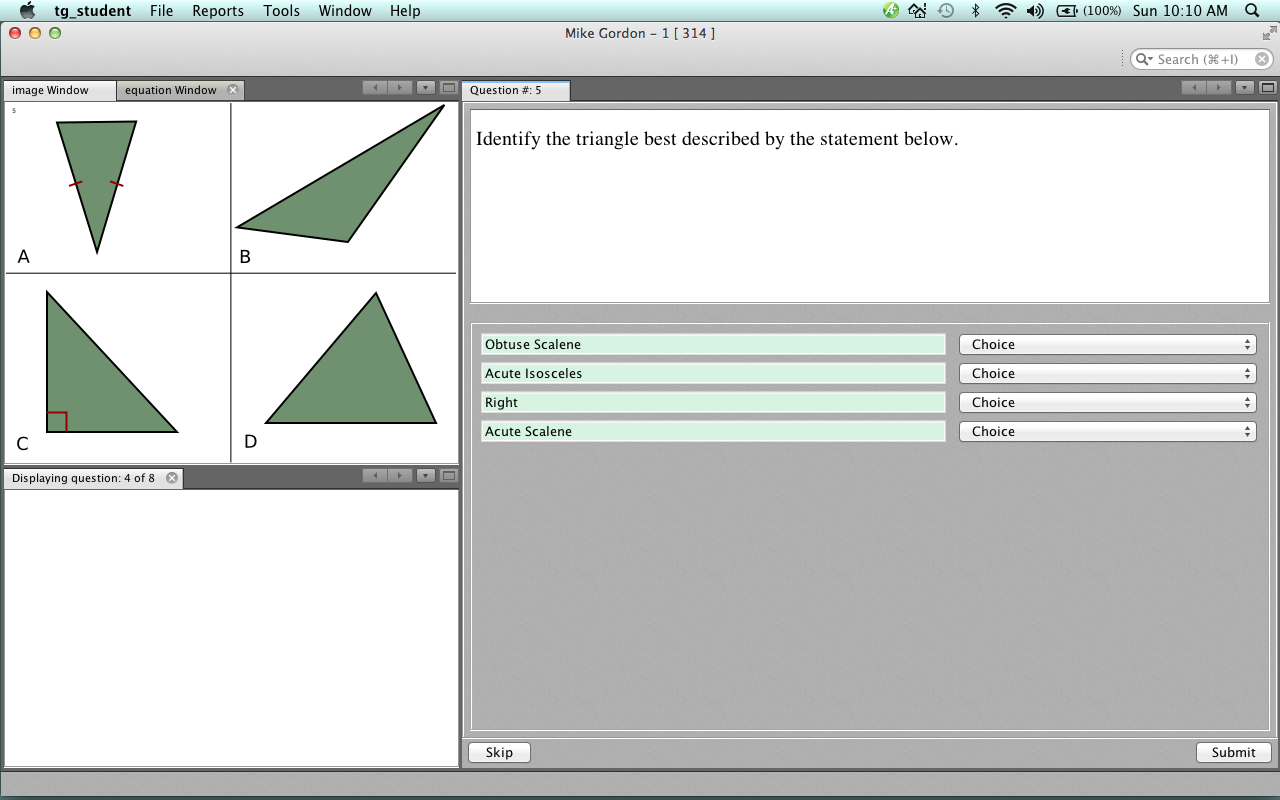 tg_student File Reports Tools Window Help (100%) Sun 10:10 AM
Mike Gordon – 1 [ 314 ]
Search (⌘+I)
image Window equation Window
5
A
B
C
D
Displaying question: 4 of 8
Question #: 5
Identify the triangle best described by the statement below.
Obtuse Scalene Choice
Acute Isosceles Choice
Right Choice
Acute Scalene Choice
Skip Submit